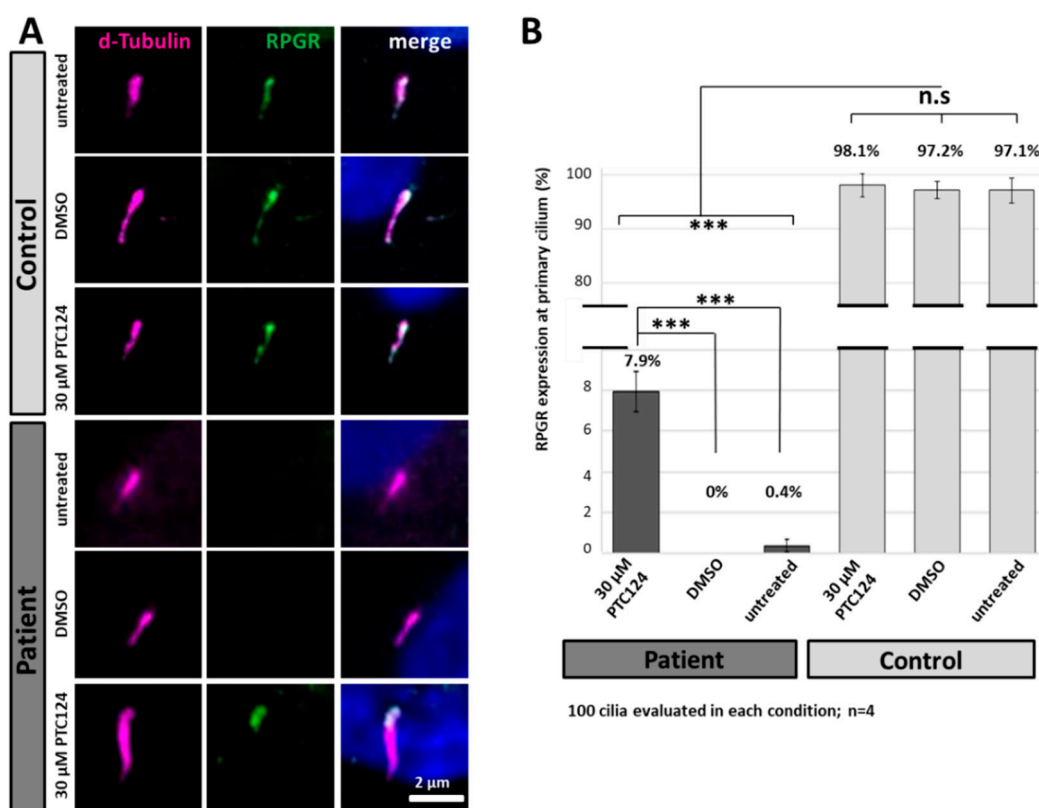 A
d-Tubulin
RPGR
merge
Control
untreated
DMSO
30 µM PTC124
Patient
untreated
DMSO
30 µM PTC124
2 µm
B
RPGR expression at primary cilium (%)
n.s
98.1%
97.2%
97.1%
100
90
80
***
***
***
7.9%
8
6
4
2
0
0%
0.4%
30 µM
PTC124
DMSO
untreated
30 µM
PTC124
DMSO
untreated
Patient
Control
100 cilia evaluated in each condition; n=4